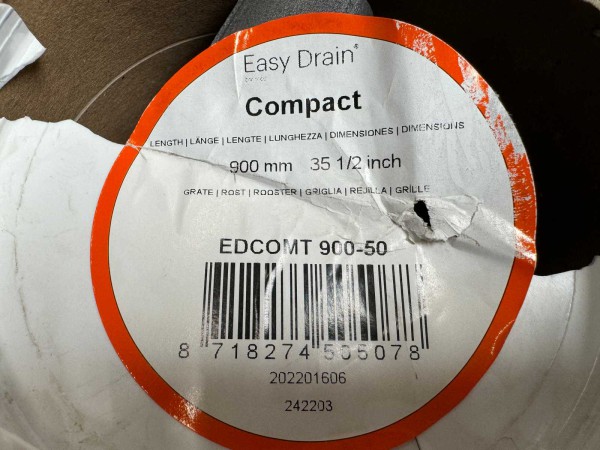 Easy Drain®
Compact
LENGTH | LÄNGE | LENGTE | LUNGHEZZA | DIMENSIONES | DIMENSIONS
900 mm 35 1/2 inch
GRATE | ROST | ROOSTER | GRIGLIA | REJILLA | GRILLE
EDCOMT 900-50
8 718274 505078
202201606
242203